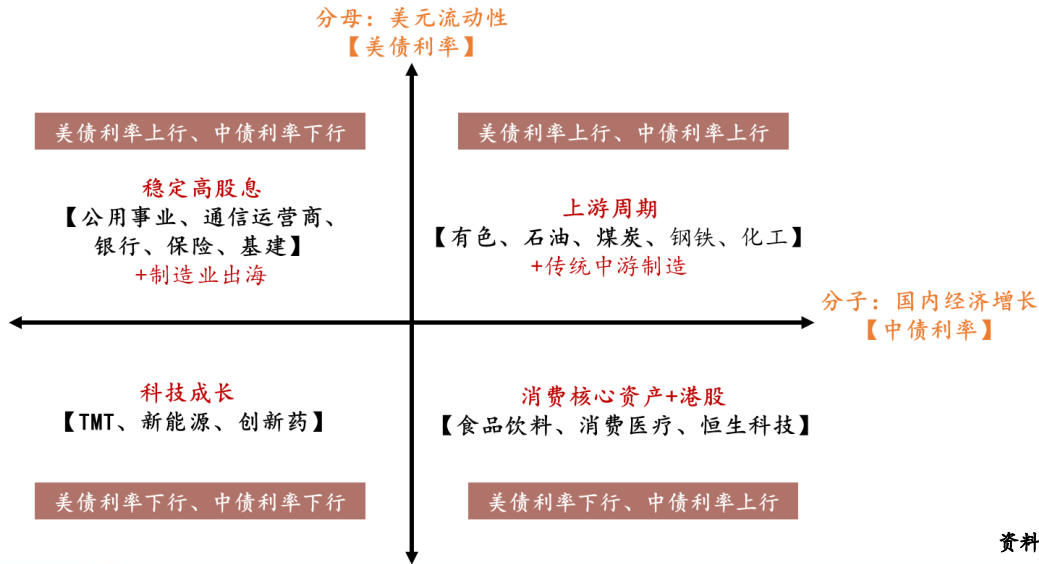 分母：美元流动性
【美债利率】
美债利率上行、中债利率下行
美债利率上行、中债利率上行
稳定高股息
【公用事业、通信运营商、
银行、保险、基建】
+制造业出海
上游周期
【有色、石油、煤炭、钢铁、化工】
+传统中游制造
分子：国内经济增长
【中债利率】
科技成长
【TMT、新能源、创新药】
消费核心资产+港股
【食品饮料、消费医疗、恒生科技】
美债利率下行、中债利率下行
美债利率下行、中债利率上行
资料